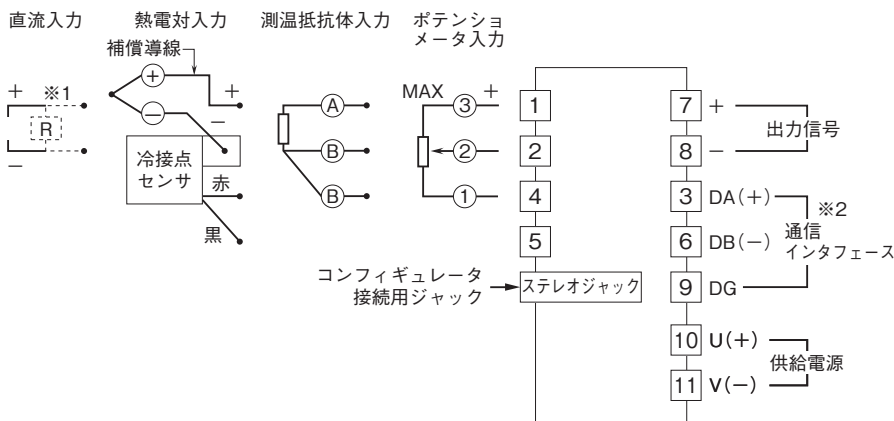 直流入力
熱電対入力
測温抵抗体入力
ポテンショ
メータ入力
補償導線
+
※1
R
−
+
−
+
−
冷接点
センサ
赤
黒
A
B
B
MAX
3
+
2
1
1
2
4
5
コンフィギュレータ
接続用ジャック
ステレオジャック
7 +
8 −
出力信号
3 DA(+)
6 DB(−)
9 DG
※2
通信
インタフェース
10 U(+)
11 V(−)
供給電源